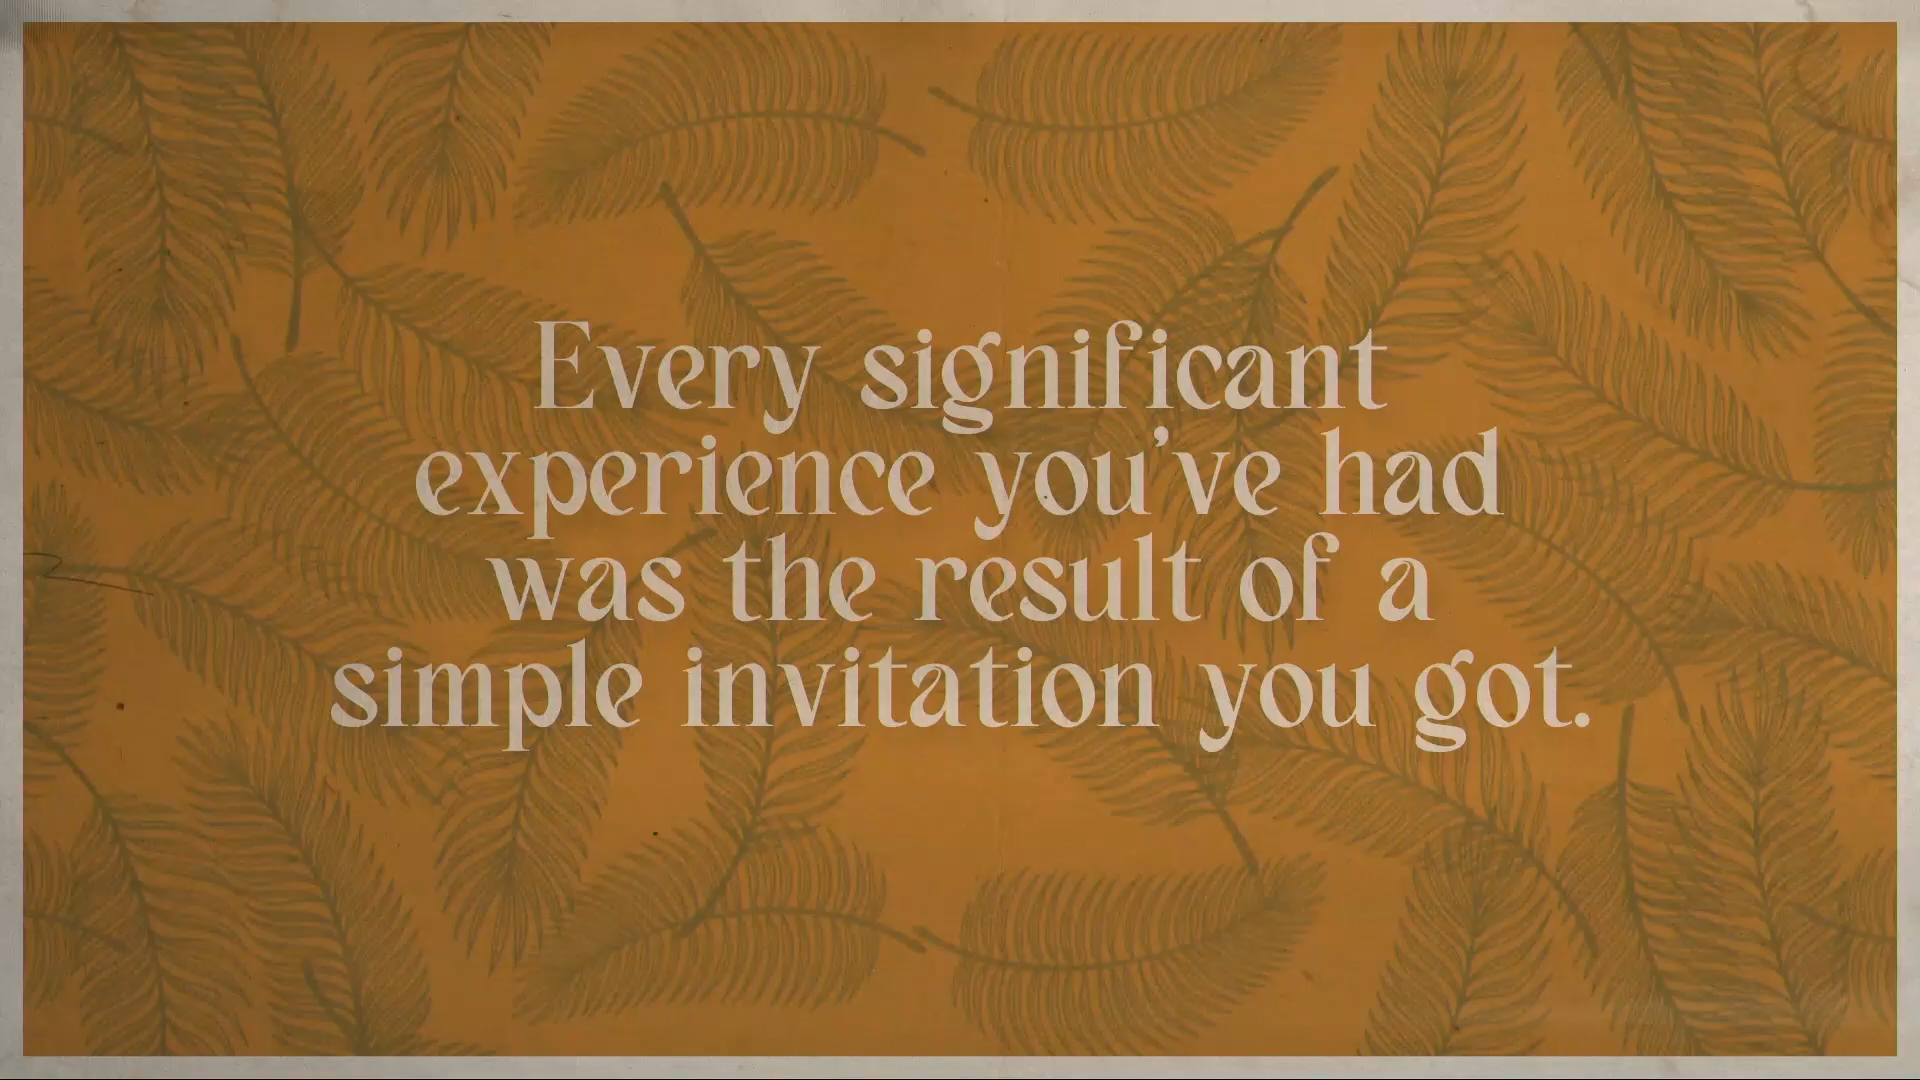 Every significant
experience you've had
was the result of a
simple invitation you got.